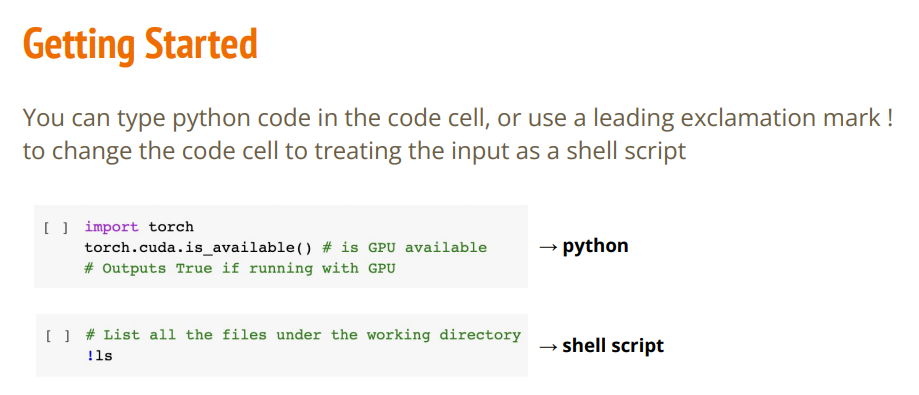 Getting Started
You can type python code in the code cell, or use a leading exclamation mark !
to change the code cell to treating the input as a shell script
[ ] import torch
torch.cuda.is_available() # is GPU available
# Outputs True if running with GPU
→ python
[ ] # List all the files under the working directory
!ls
→ shell script